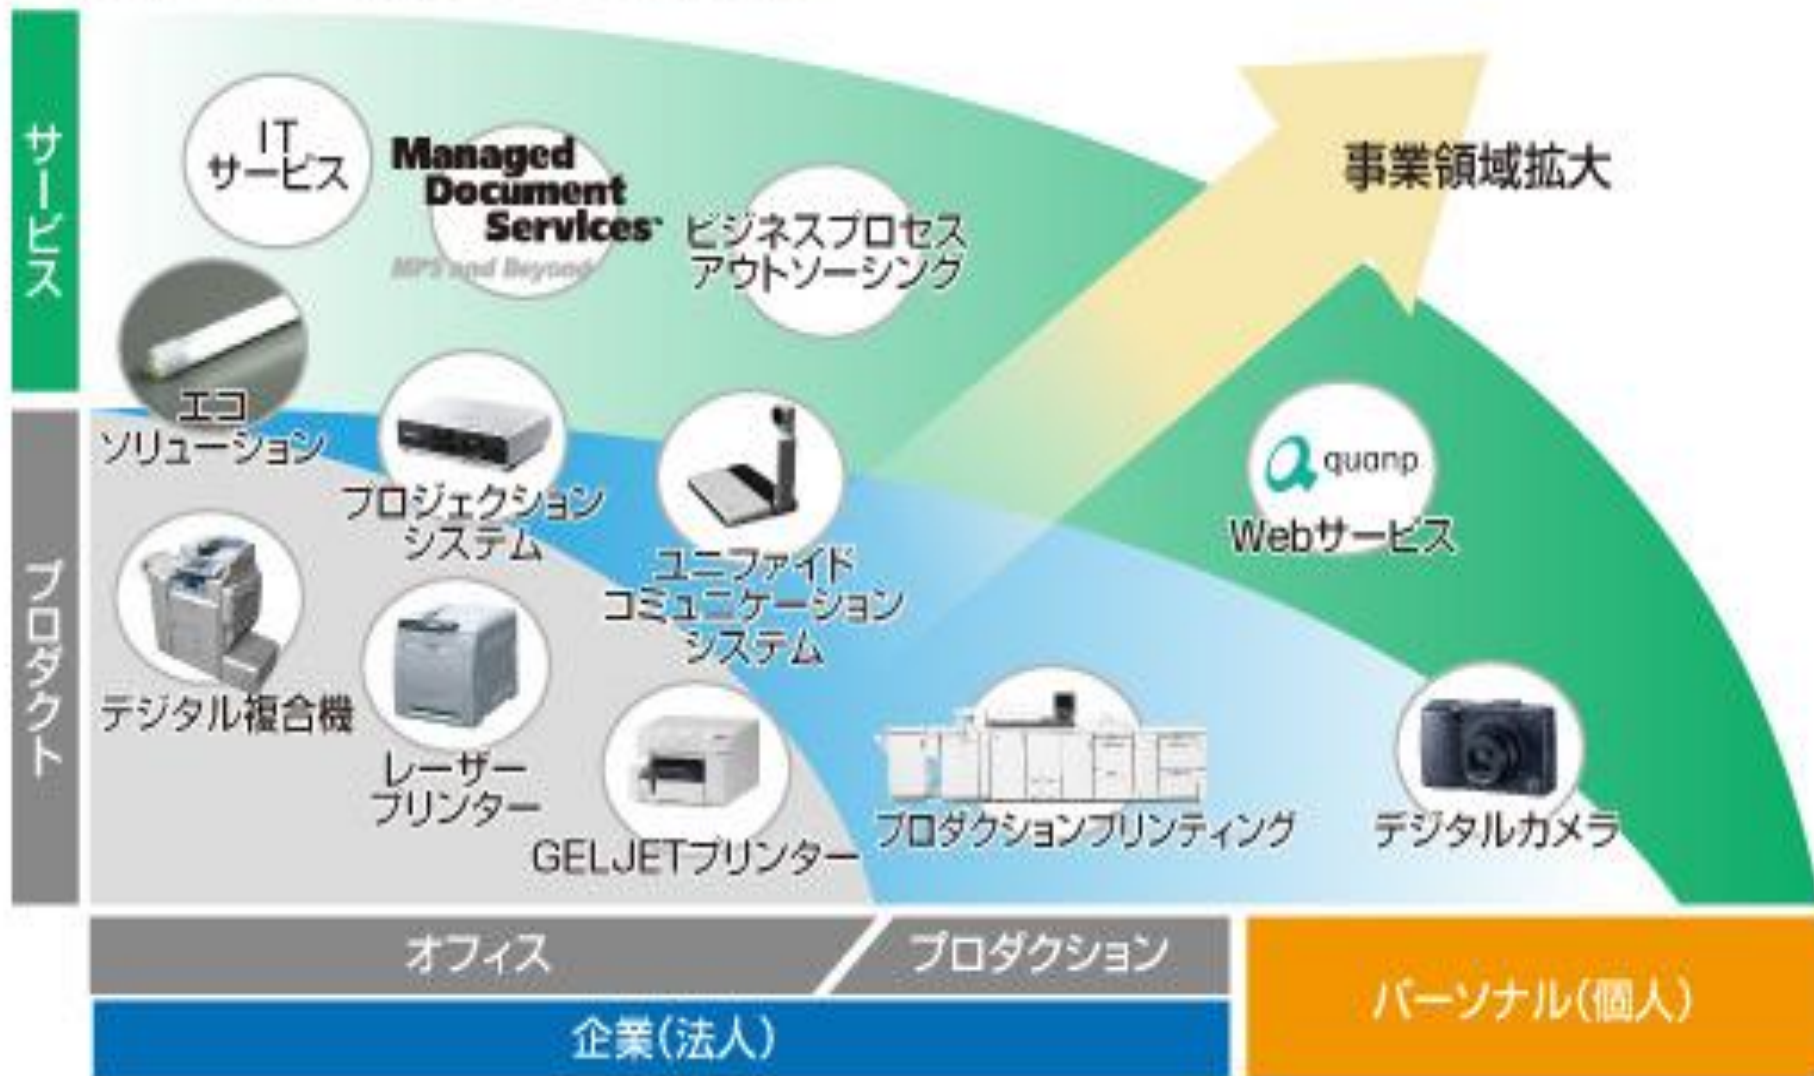 サービス
IT
サービス
Managed
Document
Services
MPS and Beyond
ビジネスプロセス
アウトソーシング
事業領域拡大
エコ
ソリューション
プロジェクション
システム
ユニファイド
コミュニケーション
システム
quanp
Webサービス
プロダクト
デジタル複合機
レーザー
プリンター
GELJETプリンター
プロダクションプリンティング
デジタルカメラ
オフィス
プロダクション
企業(法人)
パーソナル(個人)